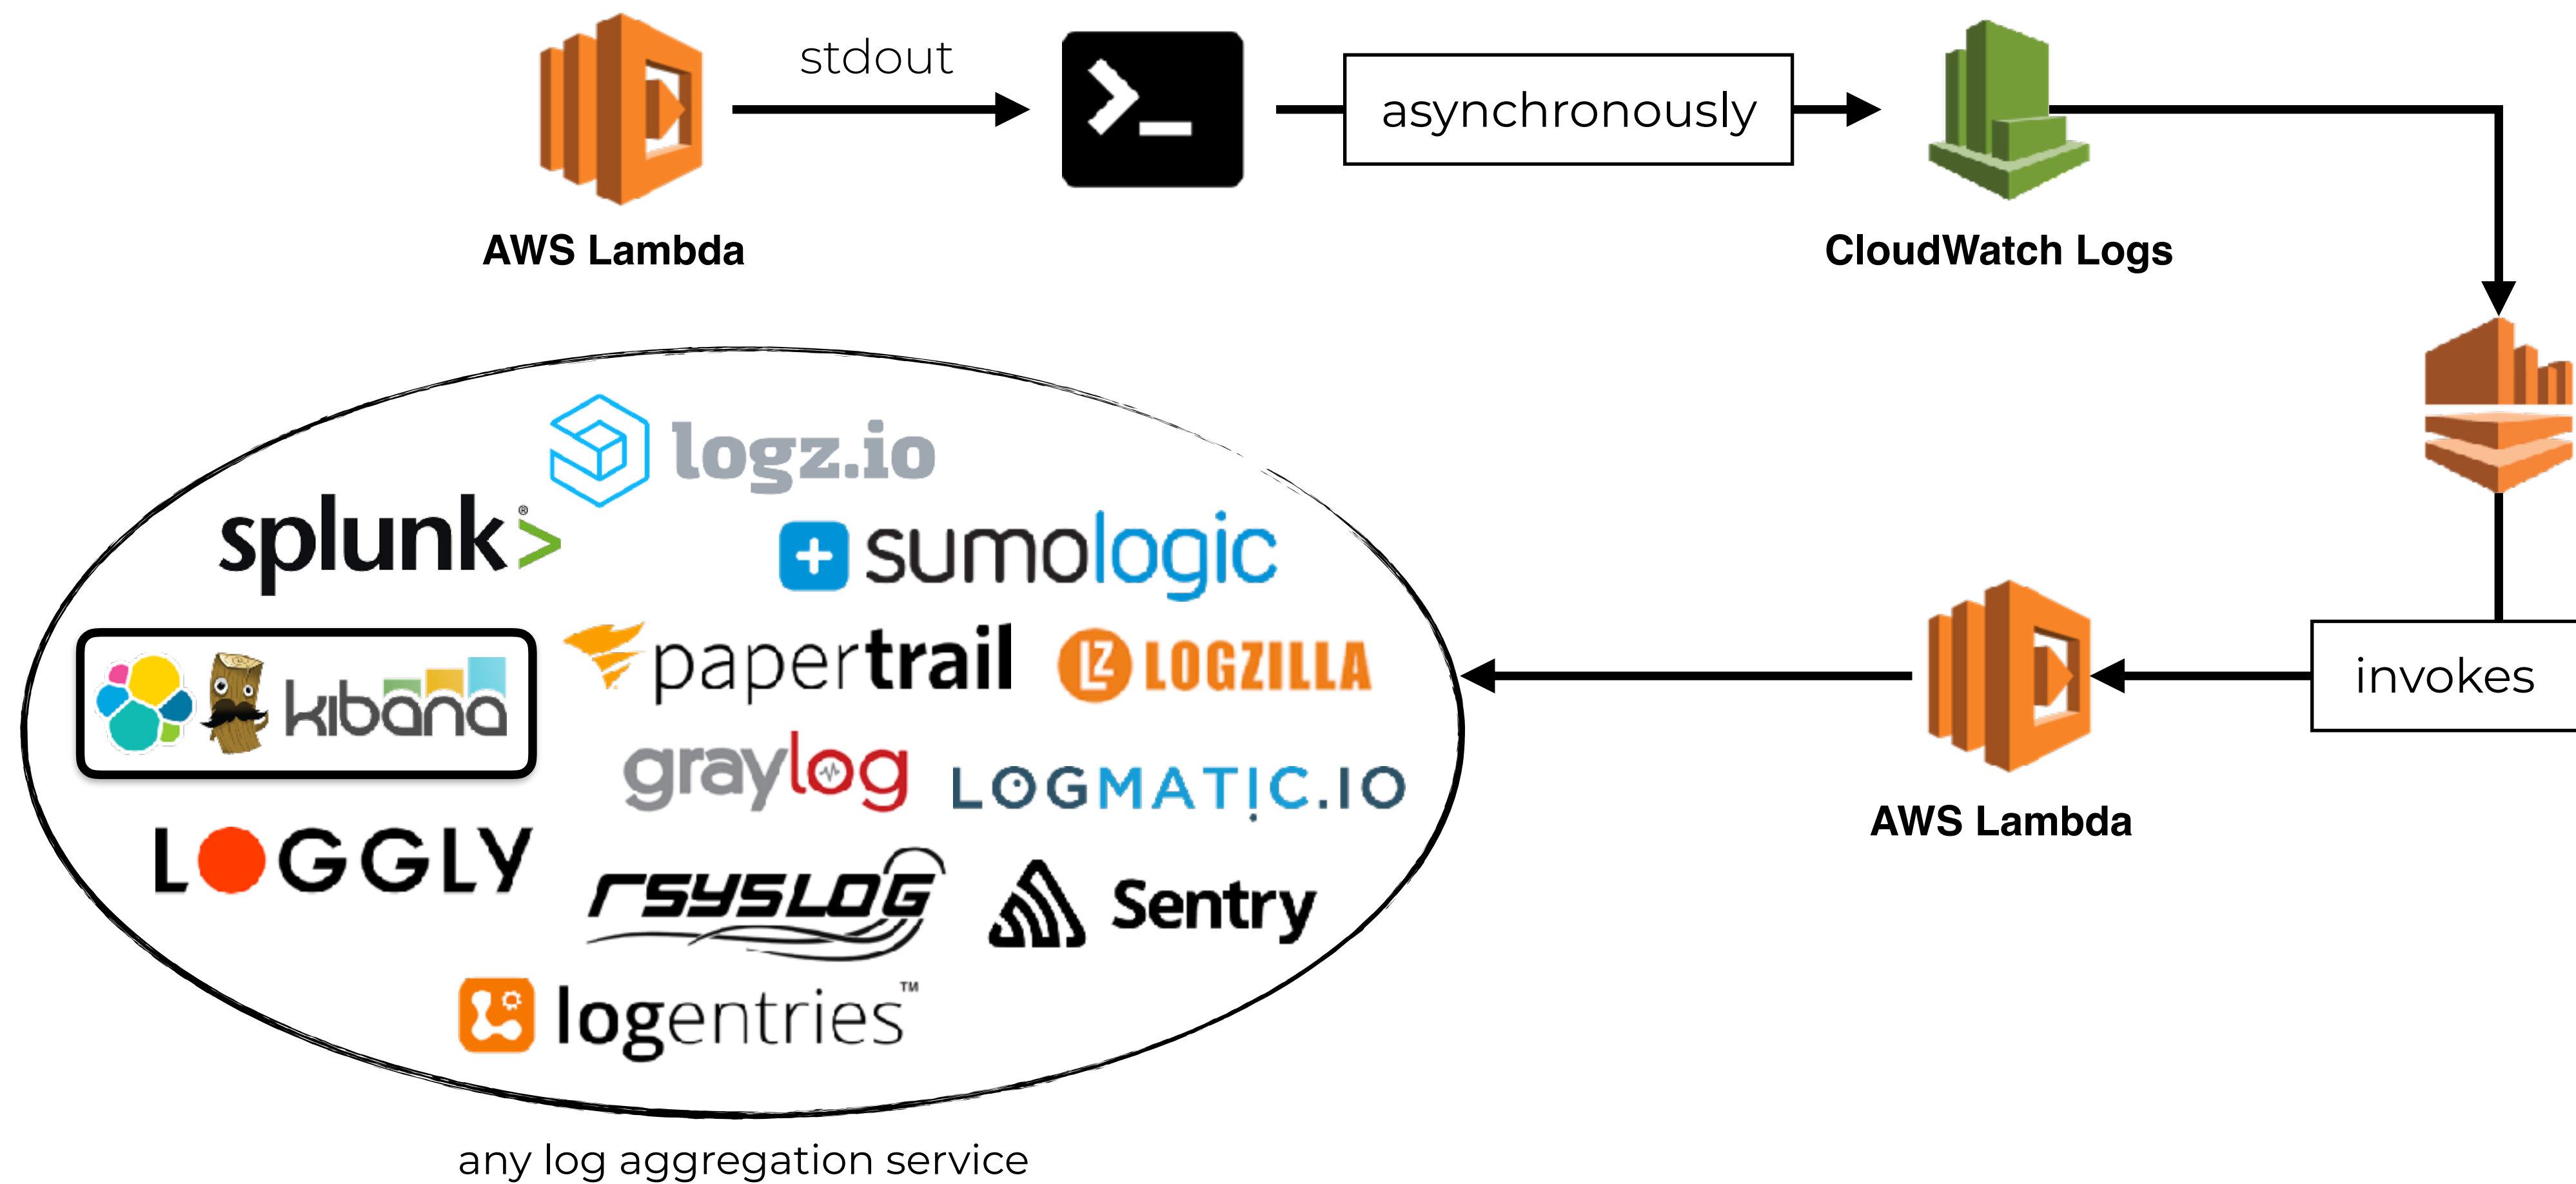 stdout
asynchronously
AWS Lambda
CloudWatch Logs
logz.io
splunk>®
sumologic
papertrail
LOGZILLA
kibana
invokes
graylog
LOGMATIC.IO
AWS Lambda
LOGGLY
rsyslog
Sentry
logentries™
any log aggregation service